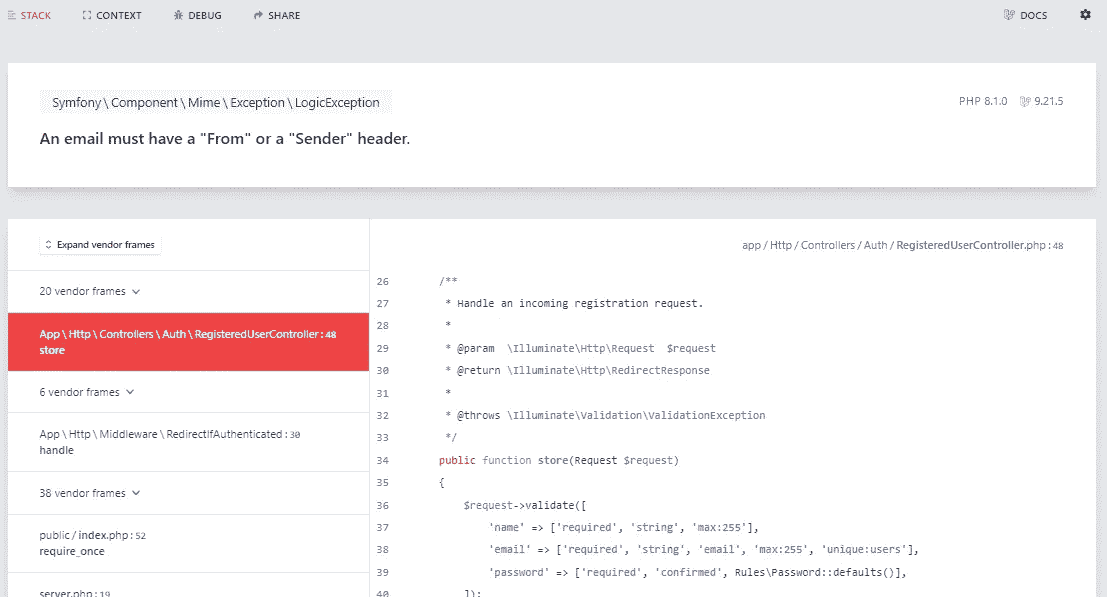 STACK CONTEXT DEBUG SHARE DOCS
Symfony \ Component \ Mime \ Exception \ LogicException
PHP 8.1.0 9.21.5
An email must have a "From" or a "Sender" header.
Expand vendor frames
20 vendor frames
App \ Http \ Controllers \ Auth \ RegisteredUserController : 48
store
6 vendor frames
App \ Http \ Middleware \ RedirectIfAuthenticated : 30
handle
38 vendor frames
public / index.php : 52
require_once
server.php : 19
app / Http / Controllers / Auth / RegisteredUserController.php : 48
26 /**
27 * Handle an incoming registration request.
28 *
29 * @param \Illuminate\Http\Request $request
30 * @return \Illuminate\Http\RedirectResponse
31 *
32 * @throws \Illuminate\Validation\ValidationException
33 */
34 public function store(Request $request)
35 {
36 $request->validate([
37 'name' => ['required', 'string', 'max:255'],
38 'email' => ['required', 'string', 'email', 'max:255', 'unique:users'],
39 'password' => ['required', 'confirmed', Rules\Password::defaults()],
40 ]);